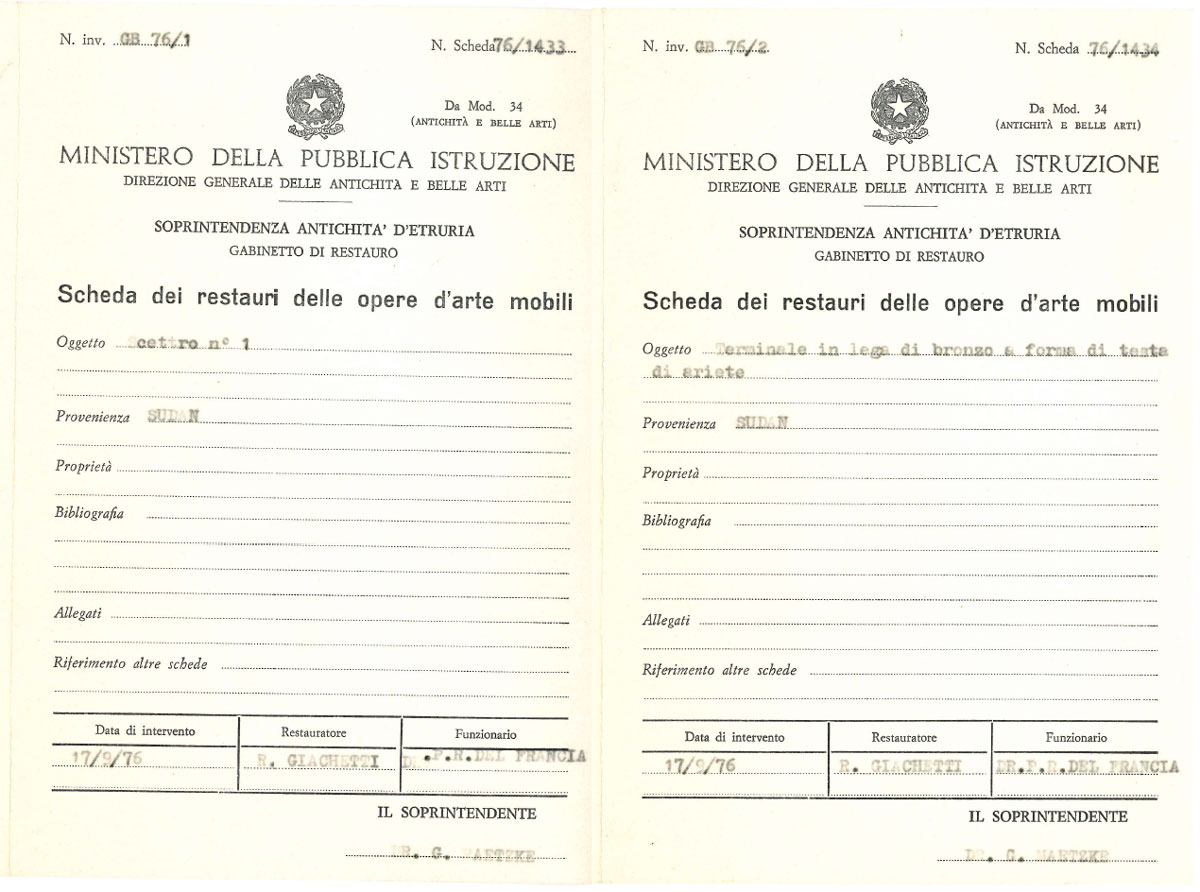 N. inv. GB 76/1
N. Scheda 76/1433
Da Mod. 34
(ANTICHITÀ E BELLE ARTI)
MINISTERO DELLA PUBBLICA ISTRUZIONE
DIREZIONE GENERALE DELLE ANTICHITÀ E BELLE ARTI
SOPRINTENDENZA ANTICHITA' D'ETRURIA
GABINETTO DI RESTAURO
Scheda dei restauri delle opere d'arte mobili
Oggetto Scettro n° 1
Provenienza SUDAN
Proprietà
Bibliografia
Allegati
Riferimento altre schede
Data di intervento Restauratore Funzionario
17/9/76 R. GIACHETTI DR.P.R.DEL FRANCIA
IL SOPRINTENDENTE
DR. G. MAETZKE
N. inv. GB 76/2
N. Scheda 76/1434
Da Mod. 34
(ANTICHITÀ E BELLE ARTI)
MINISTERO DELLA PUBBLICA ISTRUZIONE
DIREZIONE GENERALE DELLE ANTICHITÀ E BELLE ARTI
SOPRINTENDENZA ANTICHITA' D'ETRURIA
GABINETTO DI RESTAURO
Scheda dei restauri delle opere d'arte mobili
Oggetto Terminale in lega di bronzo a forma di testa
di ariete
Provenienza SUDAN
Proprietà
Bibliografia
Allegati
Riferimento altre schede
Data di intervento Restauratore Funzionario
17/9/76 R. GIACHETTI DR.P.R.DEL FRANCIA
IL SOPRINTENDENTE
DR. G. MAETZKE